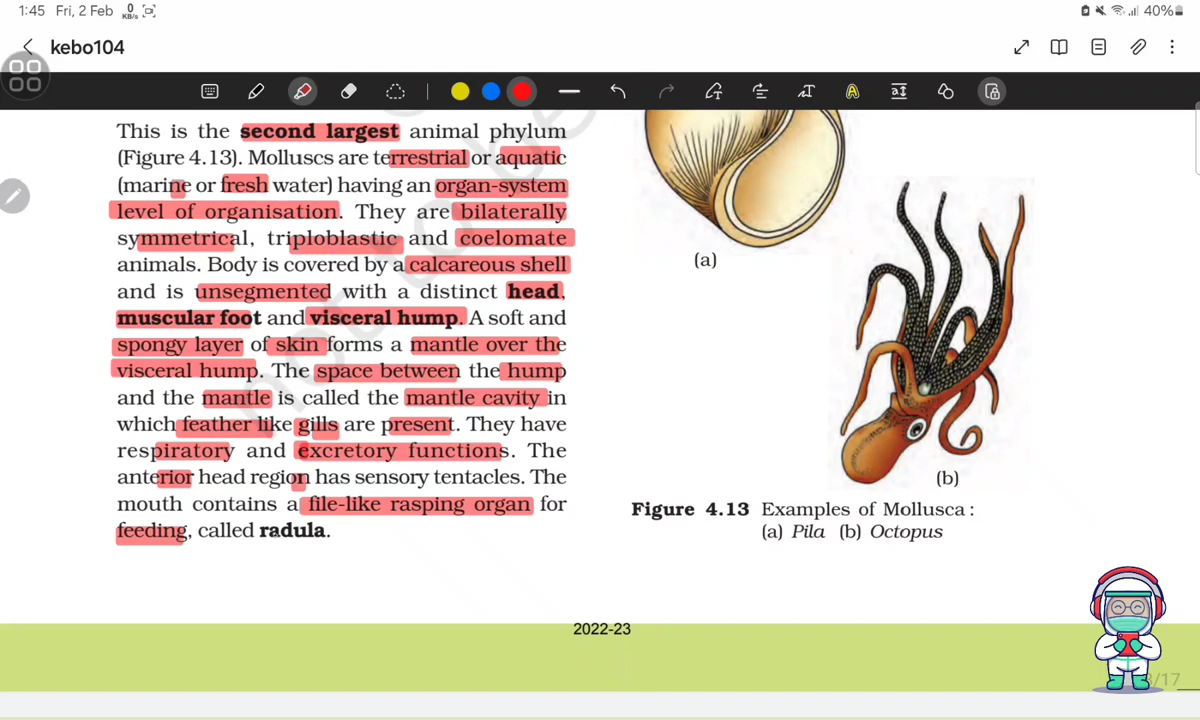 1:45 Fri, 2 Feb 0 KB/s 40%
kebo104
This is the second largest animal phylum
(Figure 4.13). Molluscs are terrestrial or aquatic
(marine or fresh water) having an organ-system
level of organisation. They are bilaterally
symmetrical, triploblastic and coelomate
animals. Body is covered by a calcareous shell
and is unsegmented with a distinct head,
muscular foot and visceral hump. A soft and
spongy layer of skin forms a mantle over the
visceral hump. The space between the hump
and the mantle is called the mantle cavity in
which feather like gills are present. They have
respiratory and excretory functions. The
anterior head region has sensory tentacles. The
mouth contains a file-like rasping organ for
feeding, called radula.
(a)
(b)
Figure 4.13 Examples of Mollusca :
(a) Pila (b) Octopus
2022-23
/17